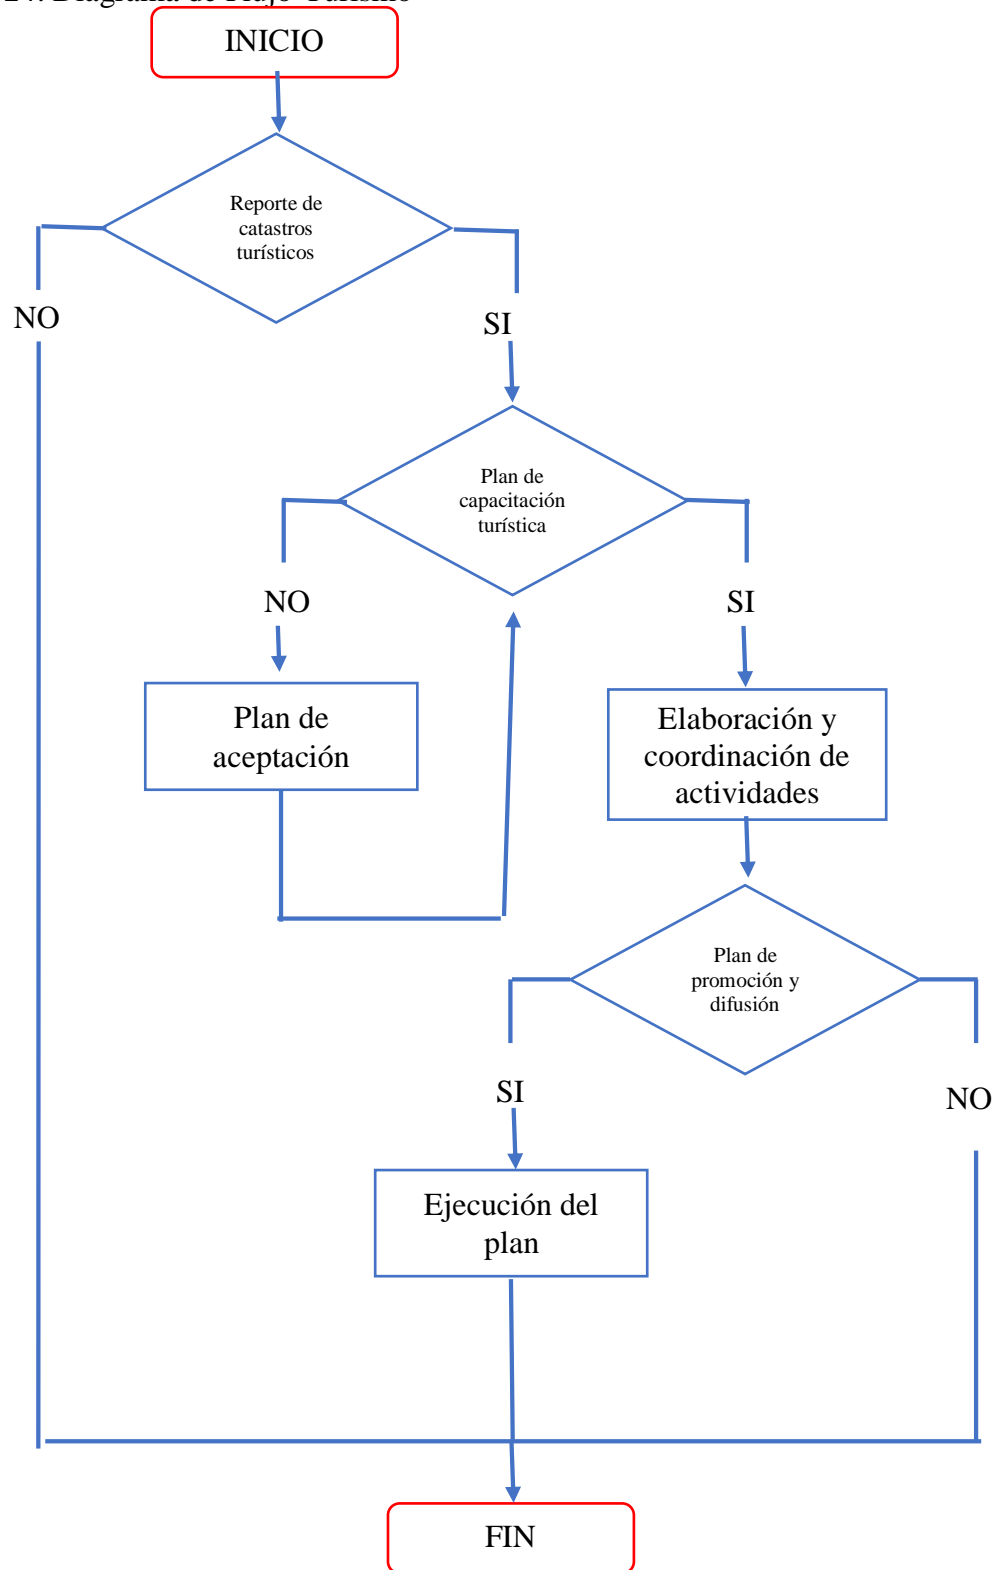 INICIO
Reporte de
catastros
turísticos
NO
SI
Plan de
capacitación
turística
NO
SI
Plan de
aceptación
Elaboración y
coordinación de
actividades
Plan de
promoción y
difusión
SI
NO
Ejecución del
plan
FIN